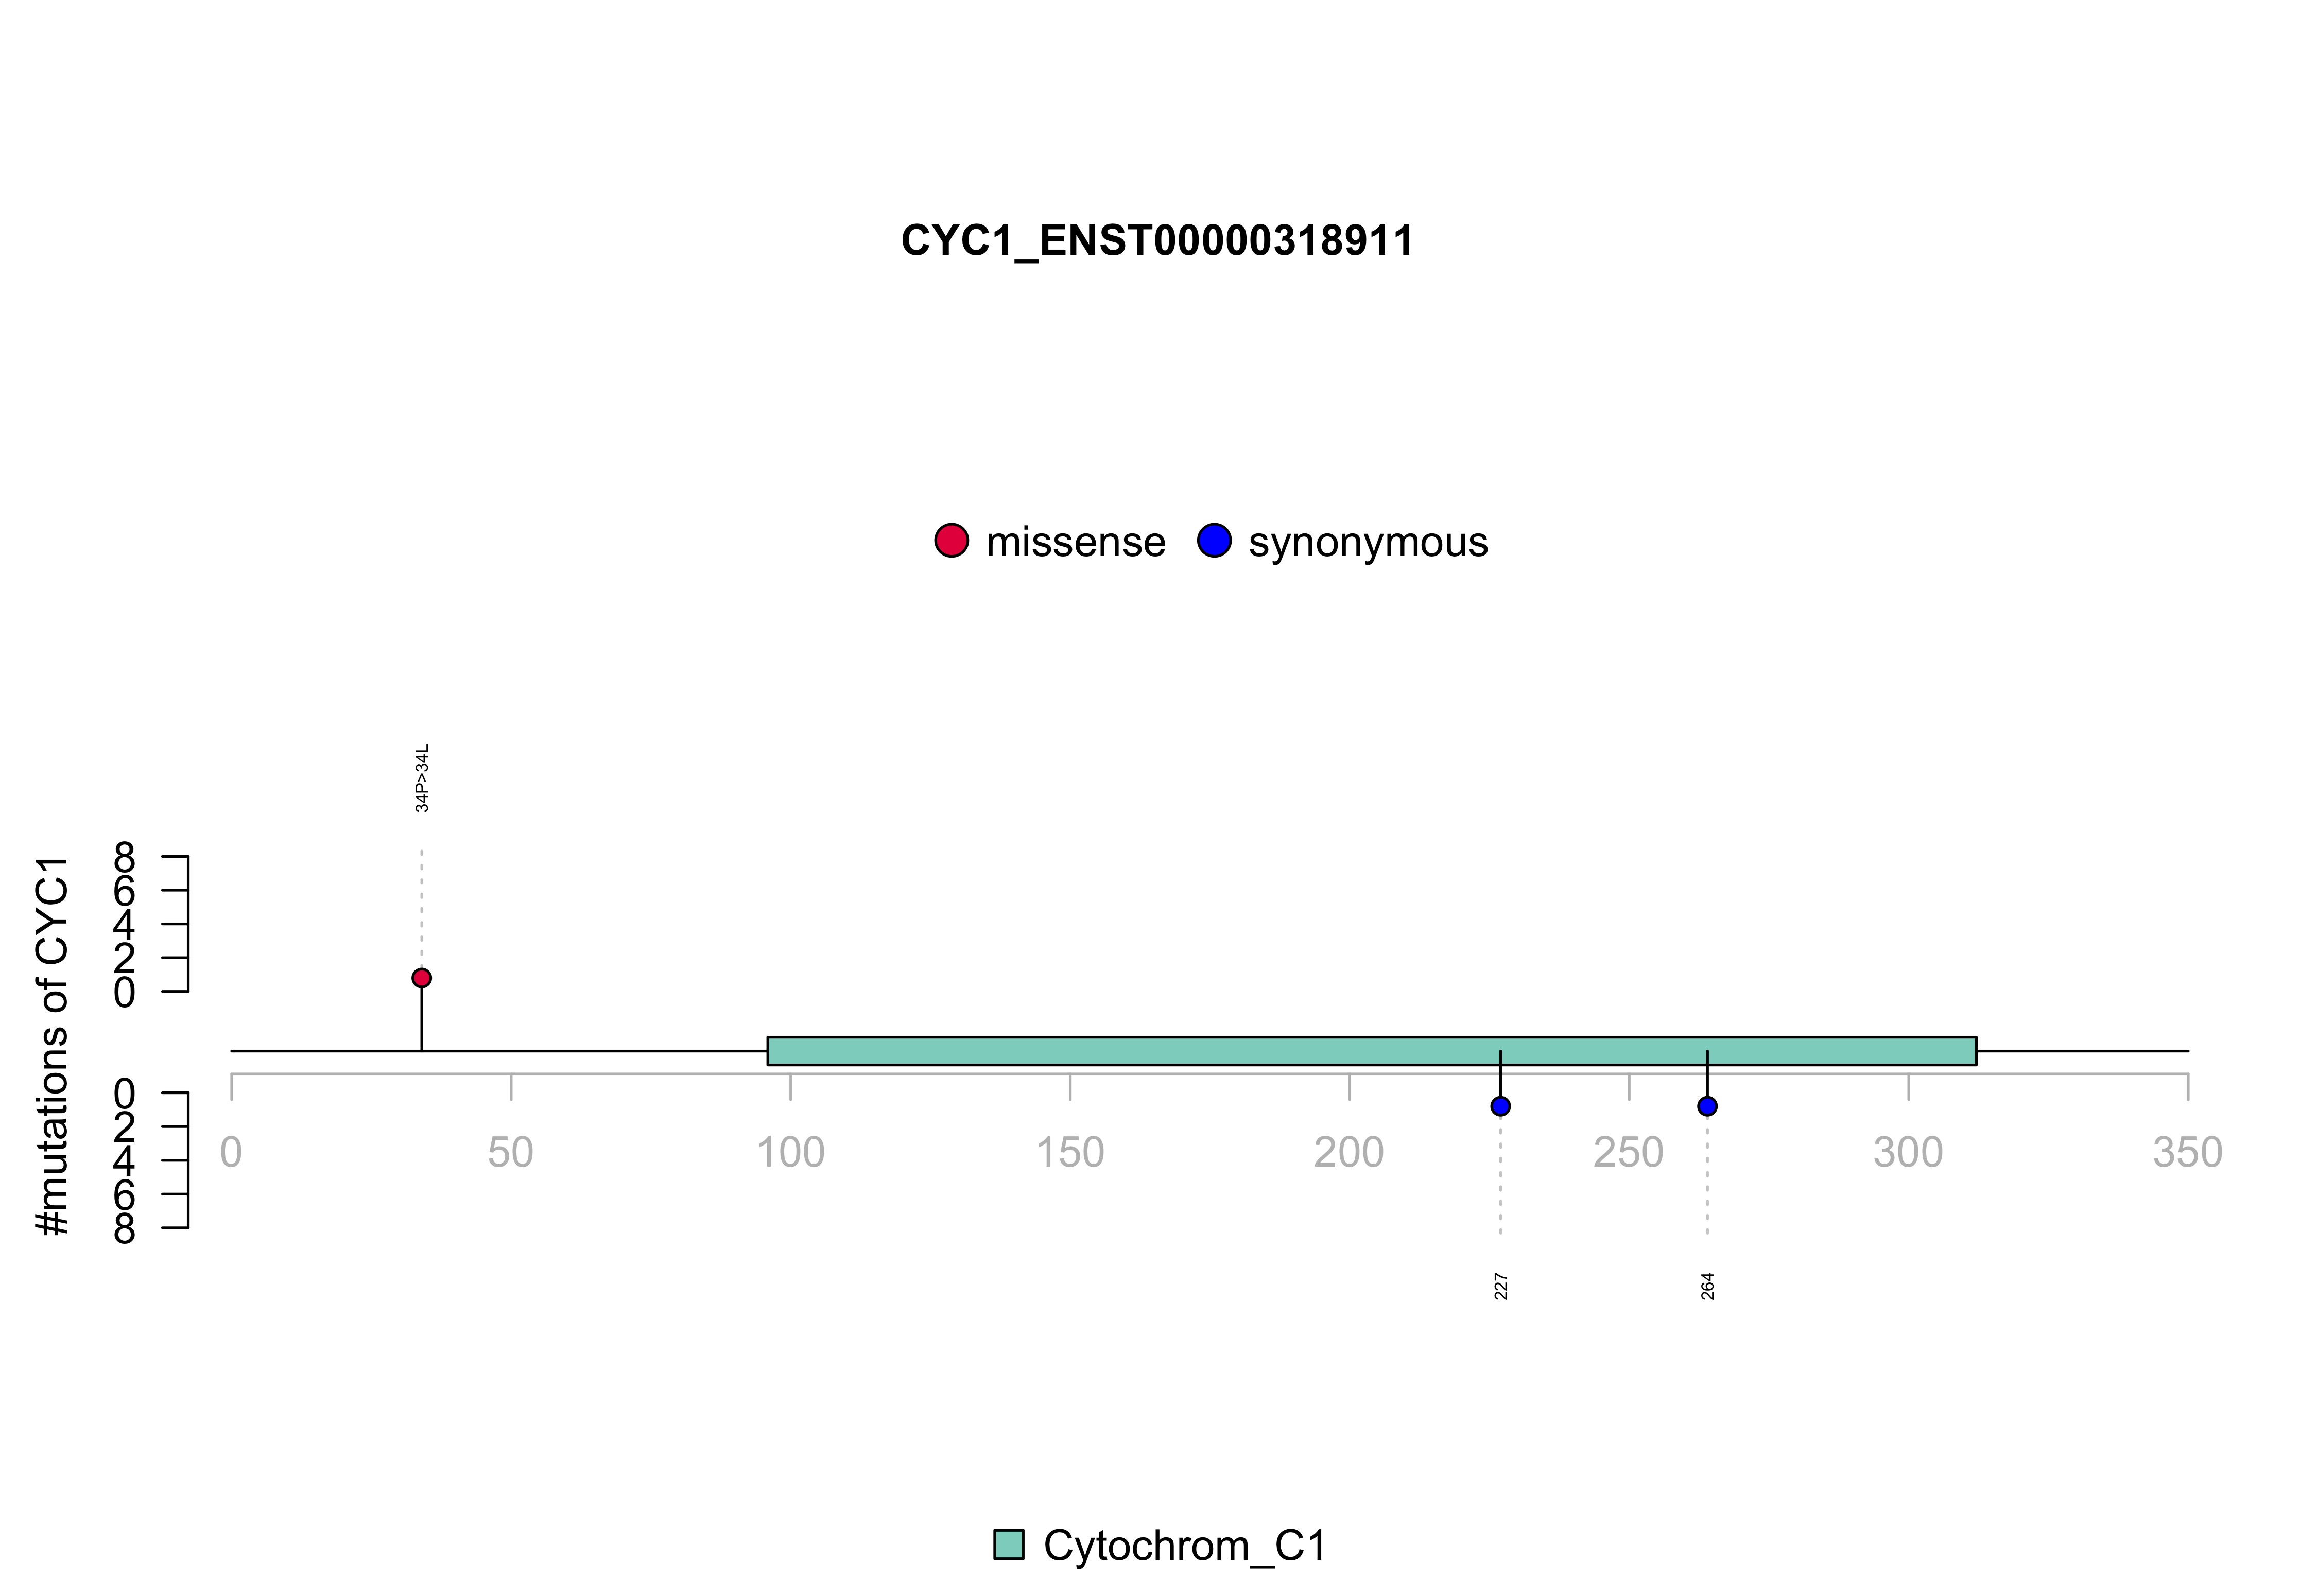 CYC1_ENST00000318911
missense synonymous
34P>34L
#mutations of CYC1
8
6
4
2
0
0
2
4
6
8
0 50 100 150 200 250 300 350
227 264
Cytochrom_C1